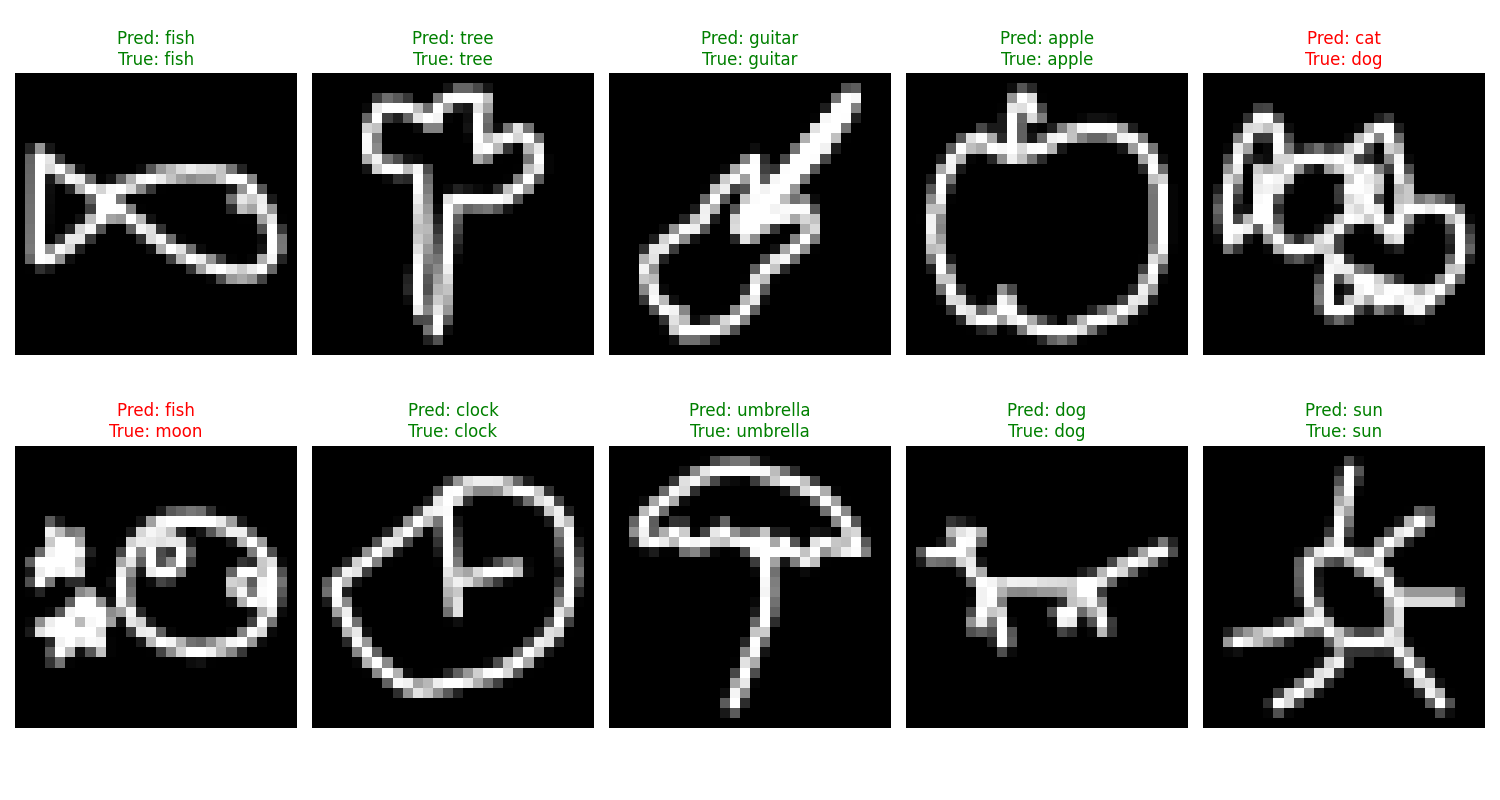 Pred: fish
True: fish
Pred: tree
True: tree
Pred: guitar
True: guitar
Pred: apple
True: apple
Pred: cat
True: dog
Pred: fish
True: moon
Pred: clock
True: clock
Pred: umbrella
True: umbrella
Pred: dog
True: dog
Pred: sun
True: sun